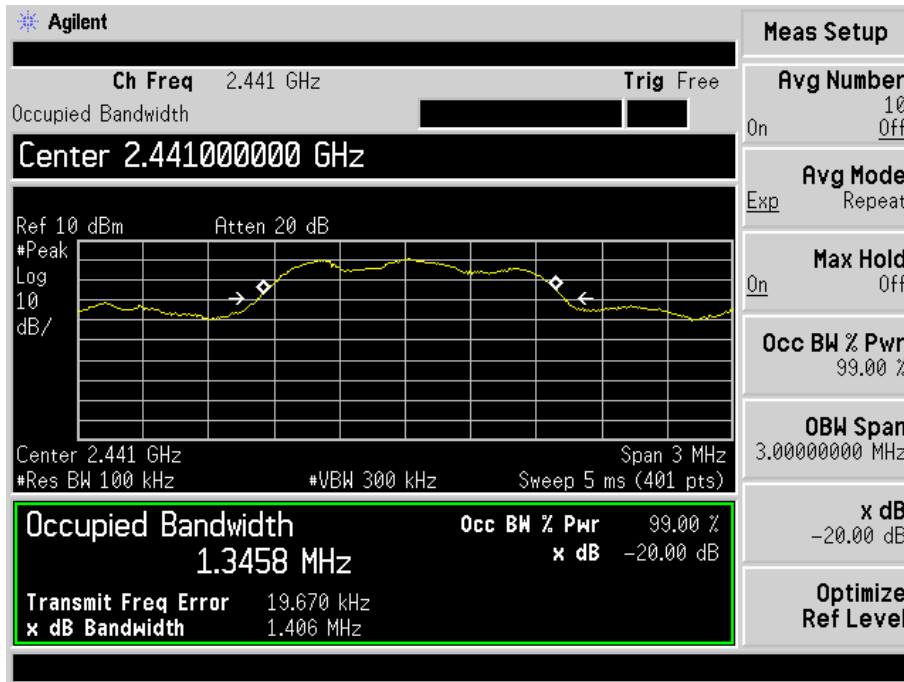 Agilent
Ch Freq 2.441 GHz Trig Free
Occupied Bandwidth
Center 2.441000000 GHz
Ref 10 dBm Atten 20 dB
#Peak
Log
10
dB/
Center 2.441 GHz Span 3 MHz
#Res BW 100 kHz #VBW 300 kHz Sweep 5 ms (401 pts)
Occupied Bandwidth Occ BW % Pwr 99.00 %
1.3458 MHz x dB -20.00 dB
Transmit Freq Error 19.670 kHz
x dB Bandwidth 1.406 MHz
Meas Setup
Avg Number
10
On Off
Avg Mode
Exp Repeat
Max Hold
On Off
Occ BW % Pwr
99.00 %
OBW Span
3.00000000 MHz
x dB
-20.00 dB
Optimize
Ref Level